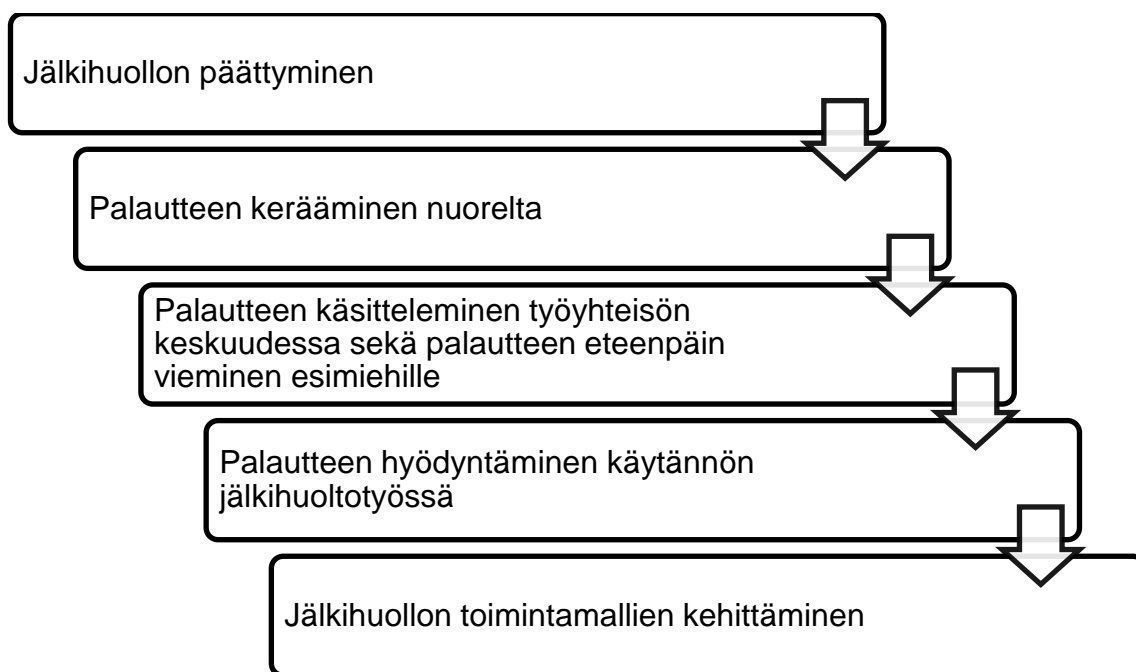 Jälkihuollon päättyminen
Palautteen kerääminen nuorelta
Palautteen käsitteleminen työyhteisön
keskuudessa sekä palautteen eteenpäin
vieminen esimiehille
Palautteen hyödyntäminen käytännön
jälkihuoltotyössä
Jälkihuollon toimintamallien kehittäminen